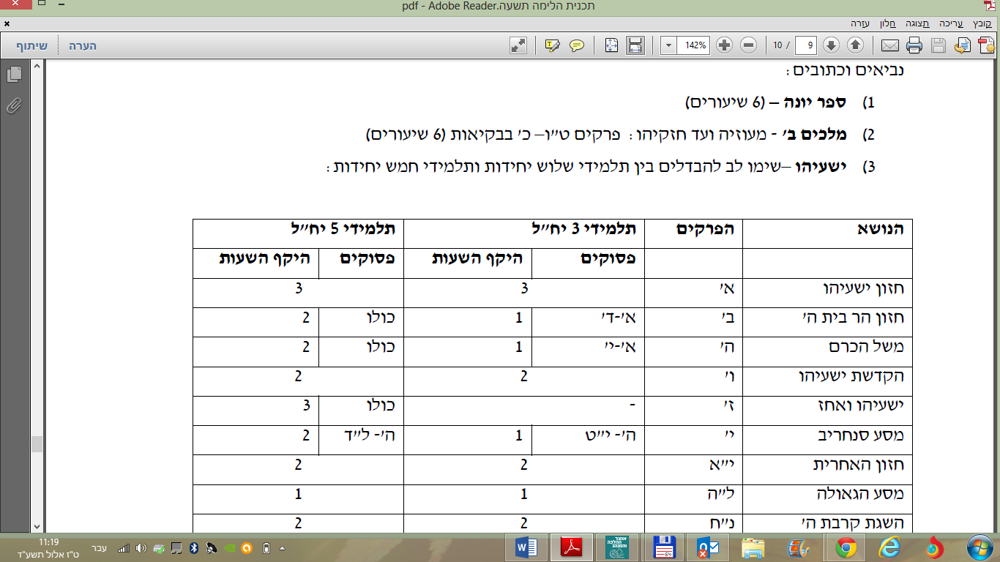 תכנית הלימה תשעה.pdf - Adobe Reader
קובץ עריכה תצוגה חלון עזרה
9 / 10 142% הערה שיתוף
נביאים וכתובים:
1) ספר יונה – (6 שיעורים)
2) מלכים ב' - מעוזיה ועד חזקיהו: פרקים ט"ו– כ' בבקיאות (6 שיעורים)
3) ישעיהו –שימו לב להבדלים בין תלמידי שלוש יחידות ותלמידי חמש יחידות:
הנושא הפרקים תלמידי 3 יח"ל תלמידי 5 יח"ל
פסוקים היקף השעות פסוקים היקף השעות
חזון ישעיהו א' 3 3
חזון הר בית ה' ב' א'-ד' 1 כולו 2
משל הכרם ה' א'-י' 1 כולו 2
הקדשת ישעיהו ו' 2 2
ישעיהו ואחז ז' - כולו 3
מסע סנחריב י' ה'- י"ט 1 ה'- ל"ד 2
חזון האחרית י"א 2 2
מסע הגאולה ל"ה 1 1
השגת קרבת ה' נ"ח 2 2
אוצר ההלכה והמנהג
64
עבר
11:19
ט"ז אלול תשע"ד